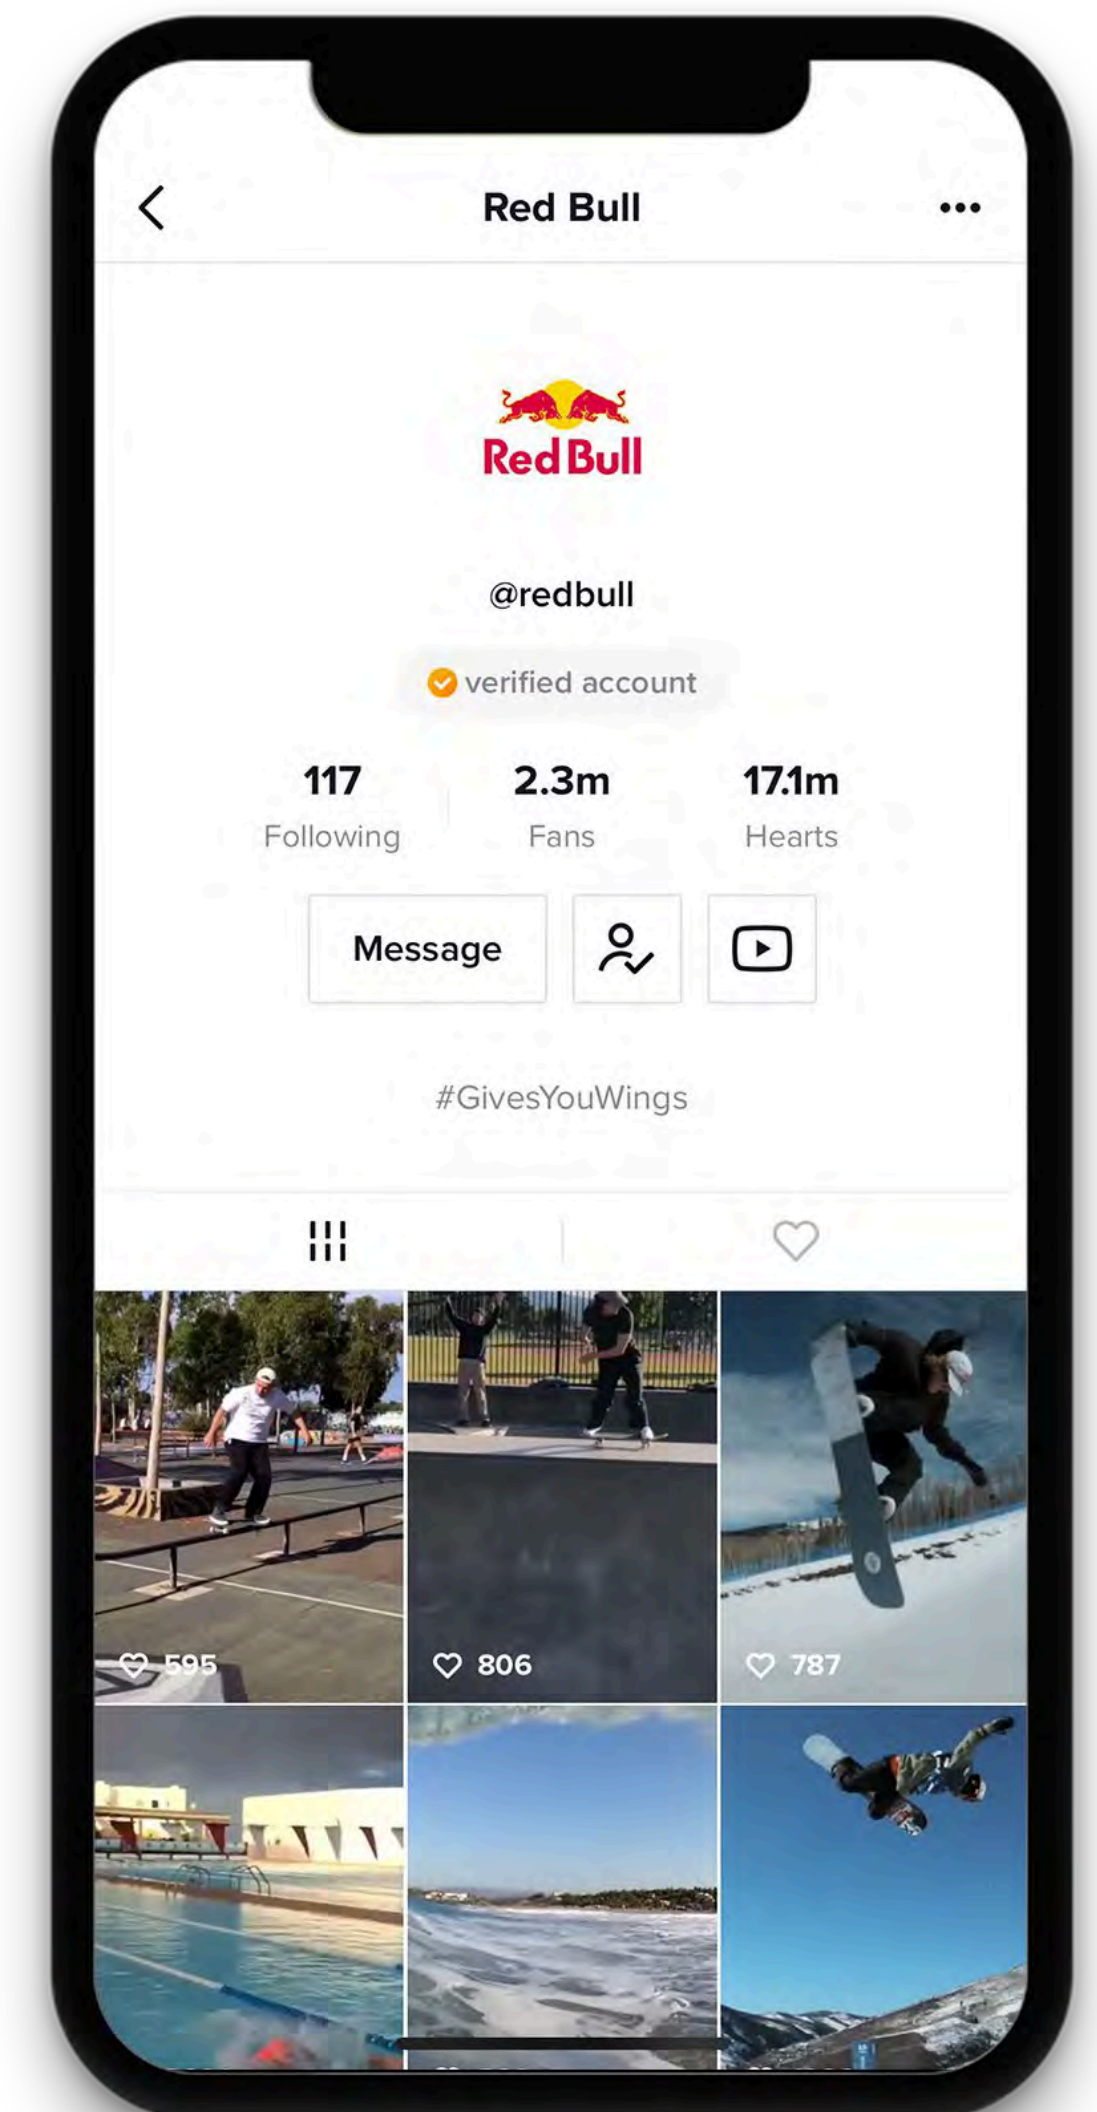 Red Bull
Red Bull
@redbull
verified account
117 2.3m 17.1m
Following Fans Hearts
Message
#GivesYouWings
595 806 787